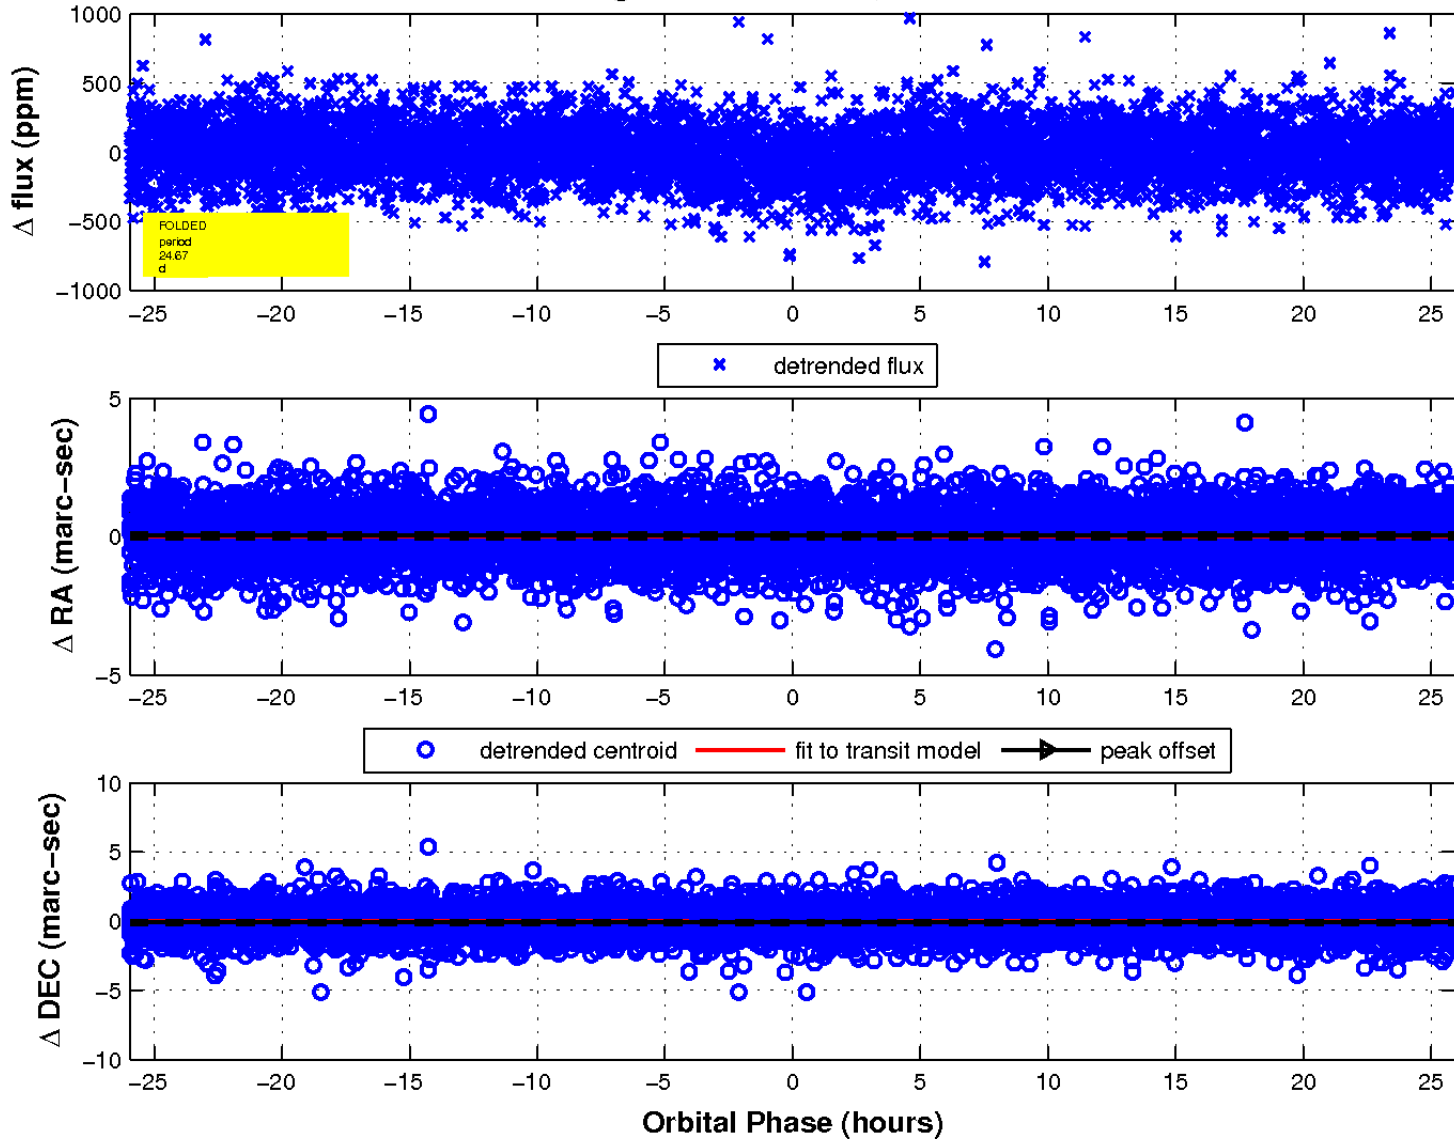 1000
500
0
−500
−1000
Δ flux (ppm)
FOLDED
period
24.67
d
−25 −20 −15 −10 −5 0 5 10 15 20 25
detrended flux
5
0
−5
Δ RA (marc−sec)
−25 −20 −15 −10 −5 0 5 10 15 20 25
detrended centroid fit to transit model peak offset
10
5
0
−5
−10
Δ DEC (marc−sec)
−25 −20 −15 −10 −5 0 5 10 15 20 25
Orbital Phase (hours)